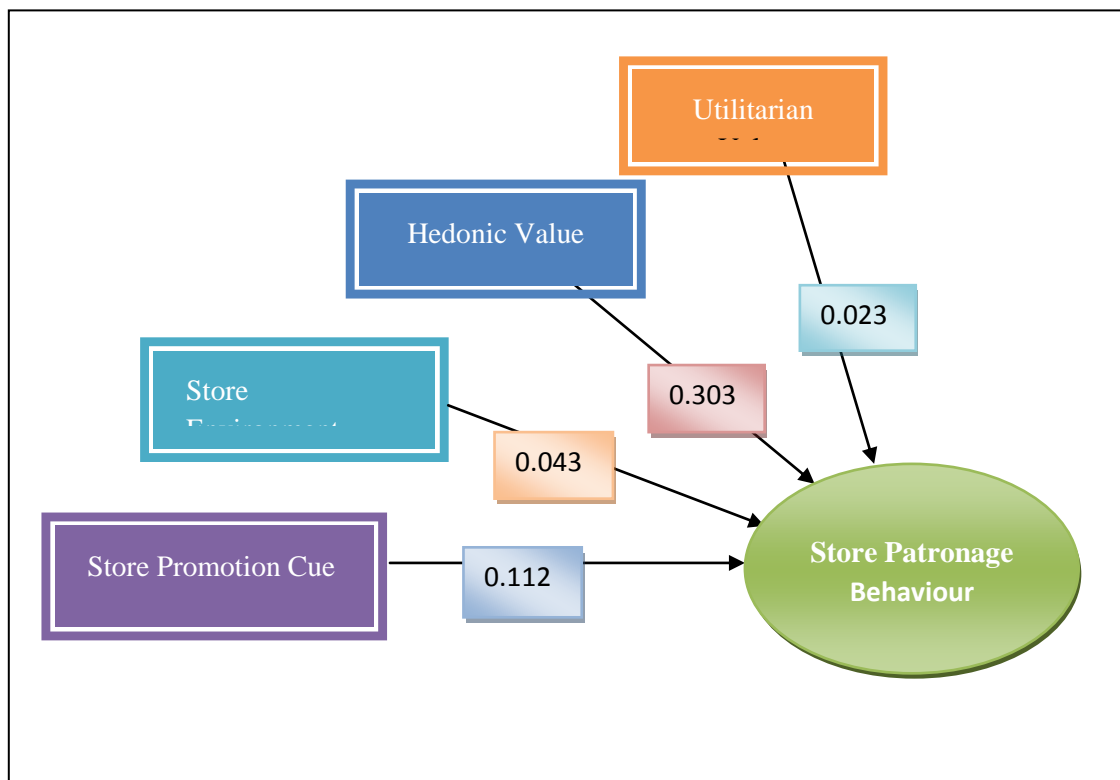 Utilitarian
Hedonic Value
0.023
Store
0.303
0.043
Store Promotion Cue
0.112
Store Patronage
Behaviour